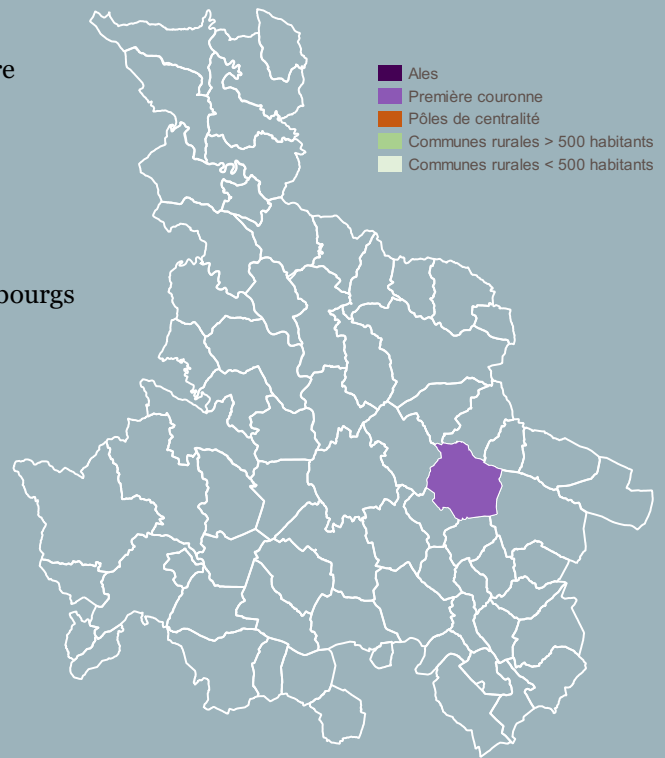 re
Ales
Première couronne
Pôles de centralité
Communes rurales > 500 habitants
Communes rurales < 500 habitants
bourgs